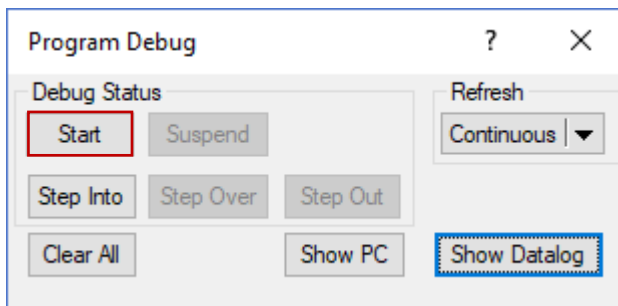 Program Debug ? ×
Debug Status Refresh
Start Suspend Continuous
Step Into Step Over Step Out
Clear All Show PC Show Datalog